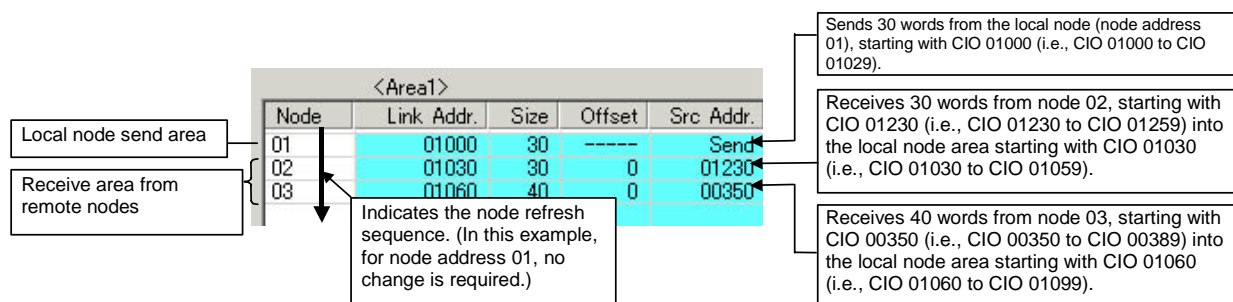 Sends 30 words from the local node (node address
01), starting with CIO 01000 (i.e., CIO 01000 to CIO
01029).
<Area1>
Node Link Addr. Size Offset Src Addr.
01 01000 30 ----- Send
02 01030 30 0 01230
03 01060 40 0 00350
Local node send area
Receive area from
remote nodes
Indicates the node refresh
sequence. (In this example,
for node address 01, no
change is required.)
Receives 30 words from node 02, starting with
CIO 01230 (i.e., CIO 01230 to CIO 01259) into
the local node area starting with CIO 01030
(i.e., CIO 01030 to CIO 01059).
Receives 40 words from node 03, starting with
CIO 00350 (i.e., CIO 00350 to CIO 00389) into
the local node area starting with CIO 01060
(i.e., CIO 01060 to CIO 01099).